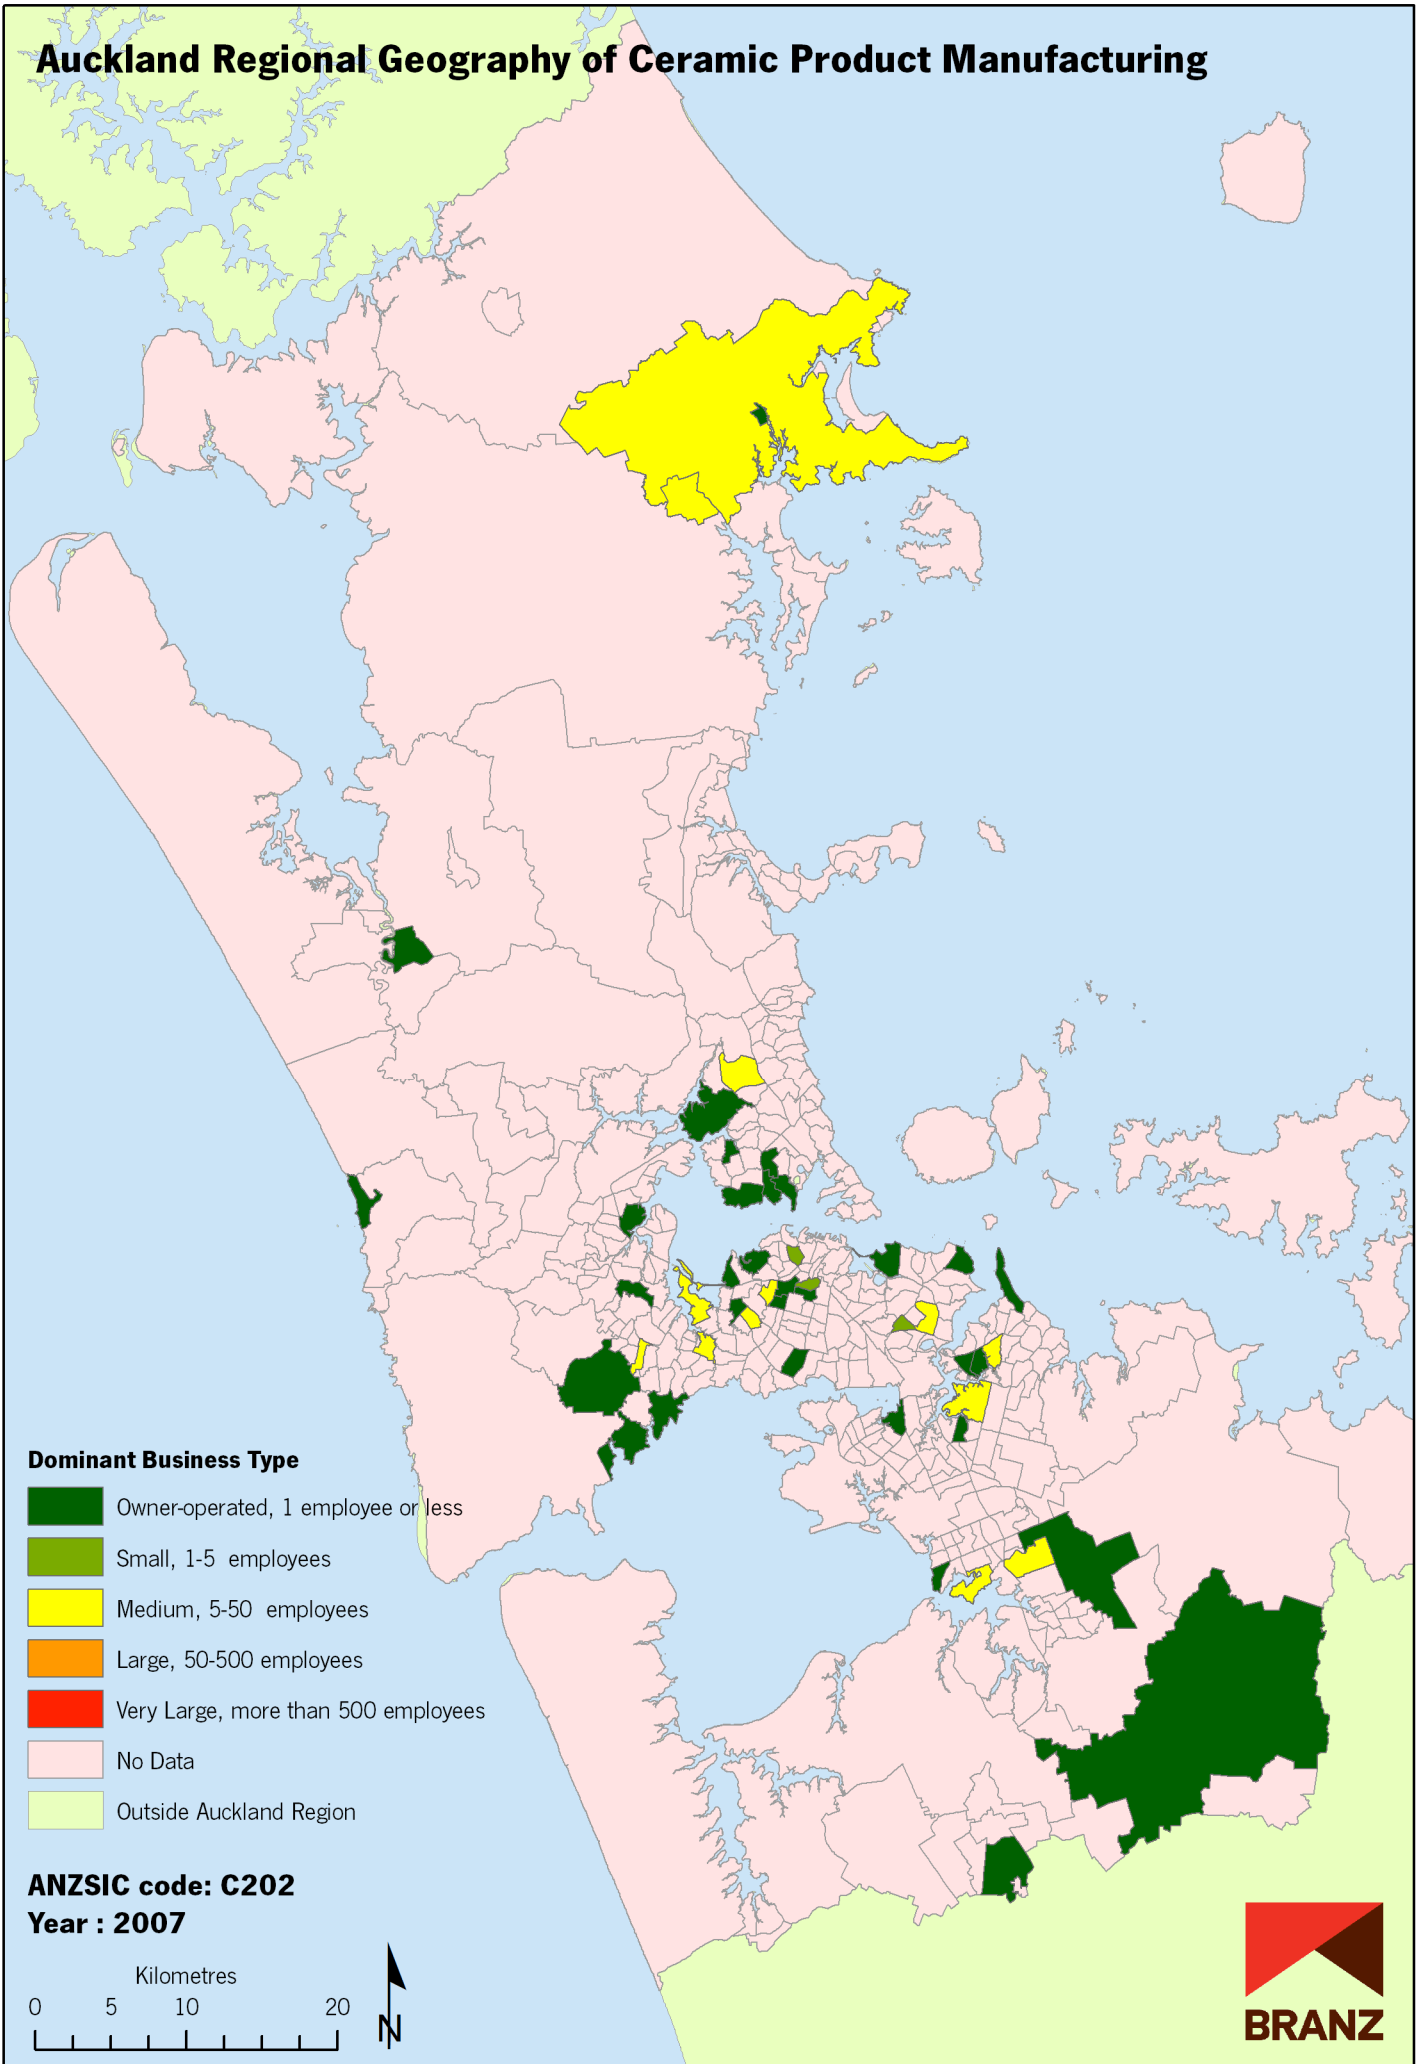 Auckland Regional Geography of Ceramic Product Manufacturing
Dominant Business Type
Owner-operated, 1 employee or less
Small, 1-5 employees
Medium, 5-50 employees
Large, 50-500 employees
Very Large, more than 500 employees
No Data
Outside Auckland Region
ANZSIC code: C202
Year : 2007
Kilometres
0 5 10 20
N
BRANZ